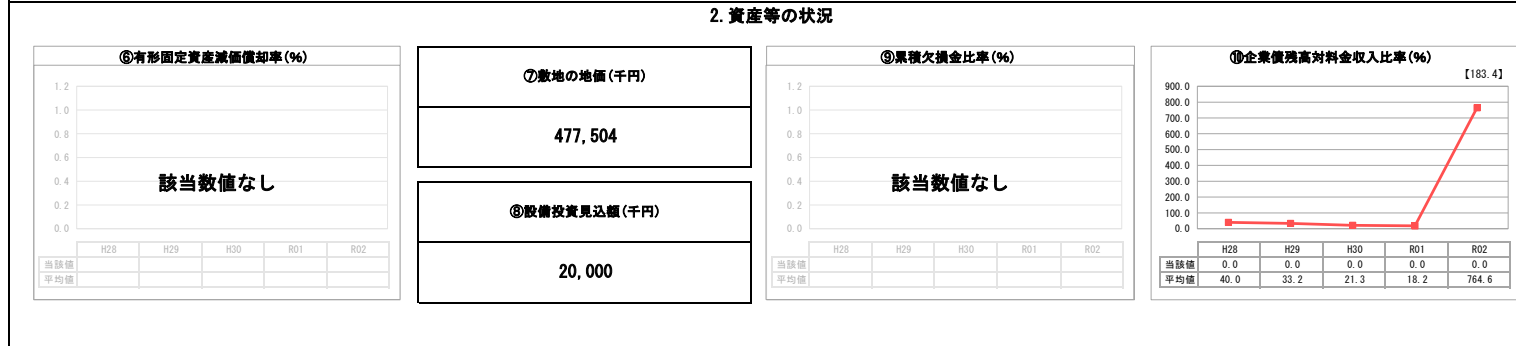 2.資産等の状況
⑥有形固定資産減価償却率(%)
1.2
1.0
0.8
0.6
0.4
0.2
0.0
該当数値なし
H28 H29 H30 R01 R02
当該値
平均値
⑦敷地の地価(千円)
477,504
⑧設備投資見込額(千円)
20,000
⑨累積欠損金比率(%)
1.2
1.0
0.8
0.6
0.4
0.2
0.0
該当数値なし
H28 H29 H30 R01 R02
当該値
平均値
⑩企業債残高対料金収入比率(%)
【183.4】
900.0
800.0
700.0
600.0
500.0
400.0
300.0
200.0
100.0
0.0
H28 H29 H30 R01 R02
当該値 0.0 0.0 0.0 0.0 0.0
平均値 40.0 33.2 21.3 18.2 764.6